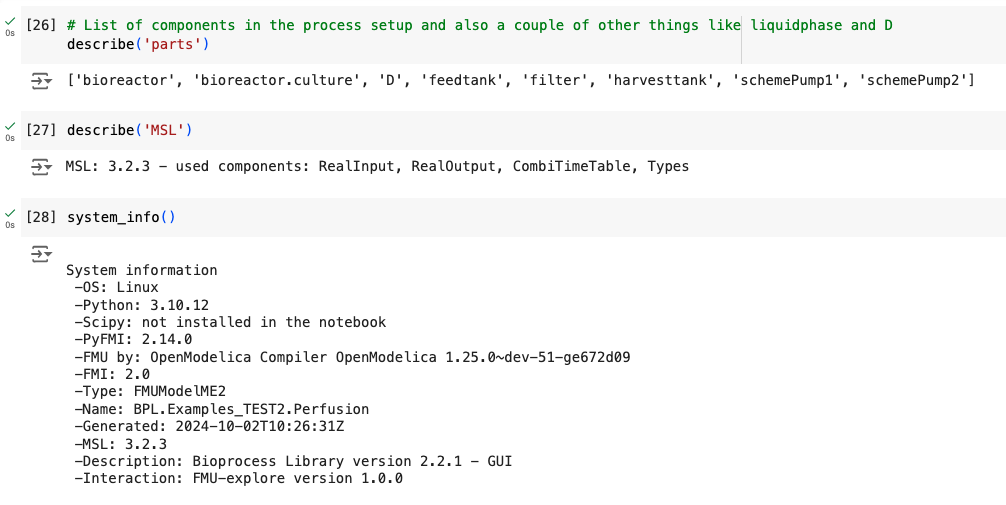 [26] # List of components in the process setup and also a couple of other things like liquidphase and D
describe('parts')
0s
['bioreactor', 'bioreactor.culture', 'D', 'feedtank', 'filter', 'harvesttank', 'schemePump1', 'schemePump2']
[27] describe('MSL')
0s
MSL: 3.2.3 – used components: RealInput, RealOutput, CombiTimeTable, Types
[28] system_info()
0s
System information
–OS: Linux
–Python: 3.10.12
–Scipy: not installed in the notebook
–PyFMI: 2.14.0
–FMU by: OpenModelica Compiler OpenModelica 1.25.0~dev-51-ge672d09
–FMI: 2.0
–Type: FMUModelME2
–Name: BPL.Examples_TEST2.Perfusion
–Generated: 2024-10-02T10:26:31Z
–MSL: 3.2.3
–Description: Bioprocess Library version 2.2.1 – GUI
–Interaction: FMU-explore version 1.0.0